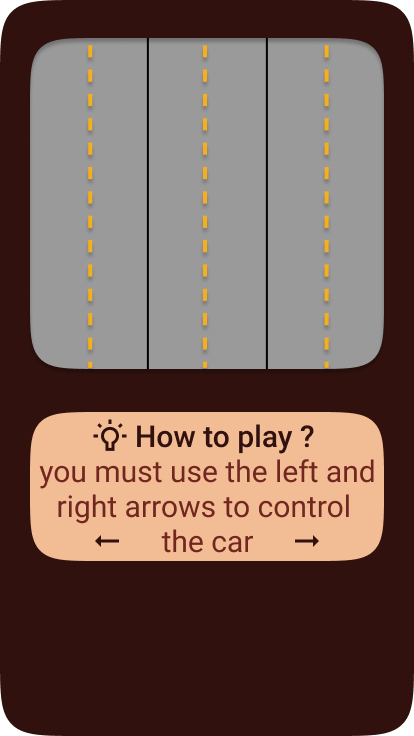 How to play ?
you must use the left and
right arrows to control
the car